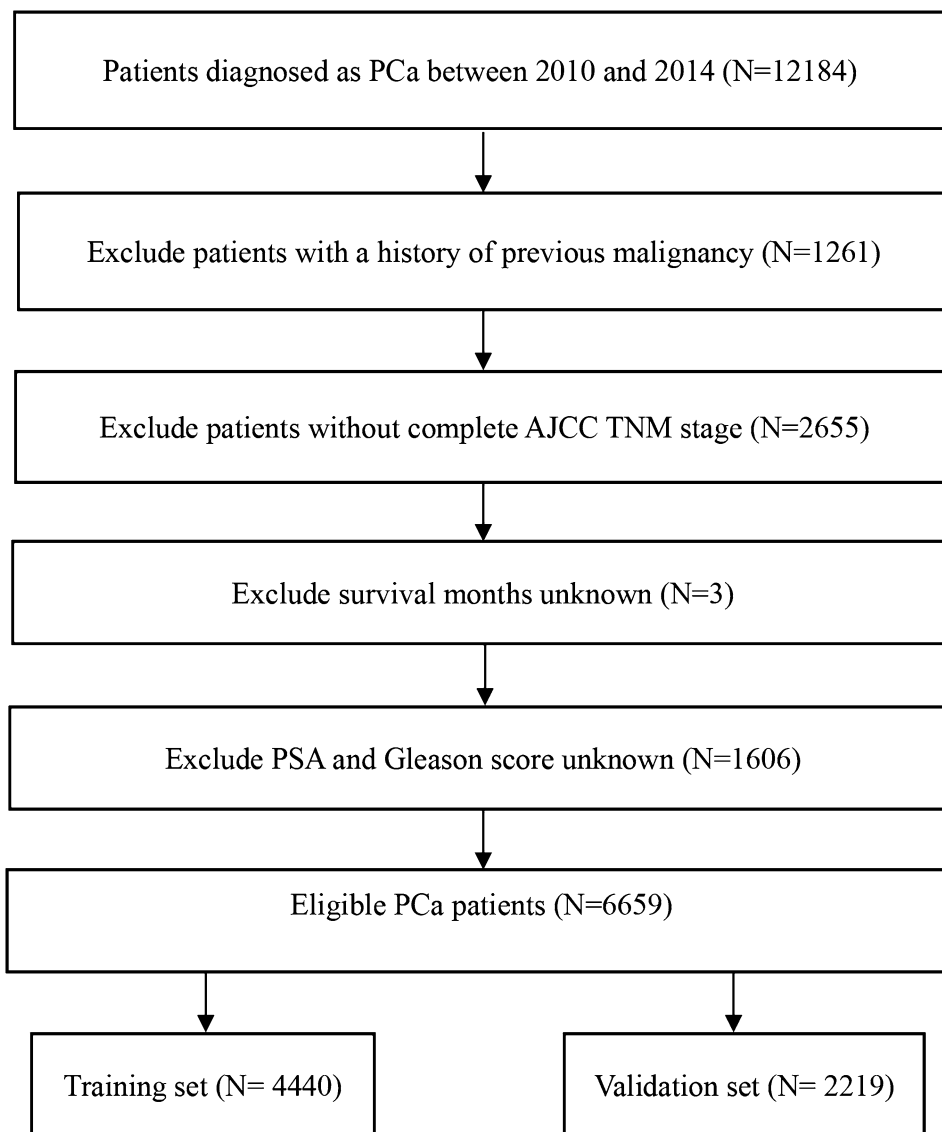 Patients diagnosed as PCa between 2010 and 2014 (N=12184)
Exclude patients with a history of previous malignancy (N=1261)
Exclude patients without complete AJCC TNM stage (N=2655)
Exclude survival months unknown (N=3)
Exclude PSA and Gleason score unknown (N=1606)
Eligible PCa patients (N=6659)
Training set (N= 4440)
Validation set (N= 2219)